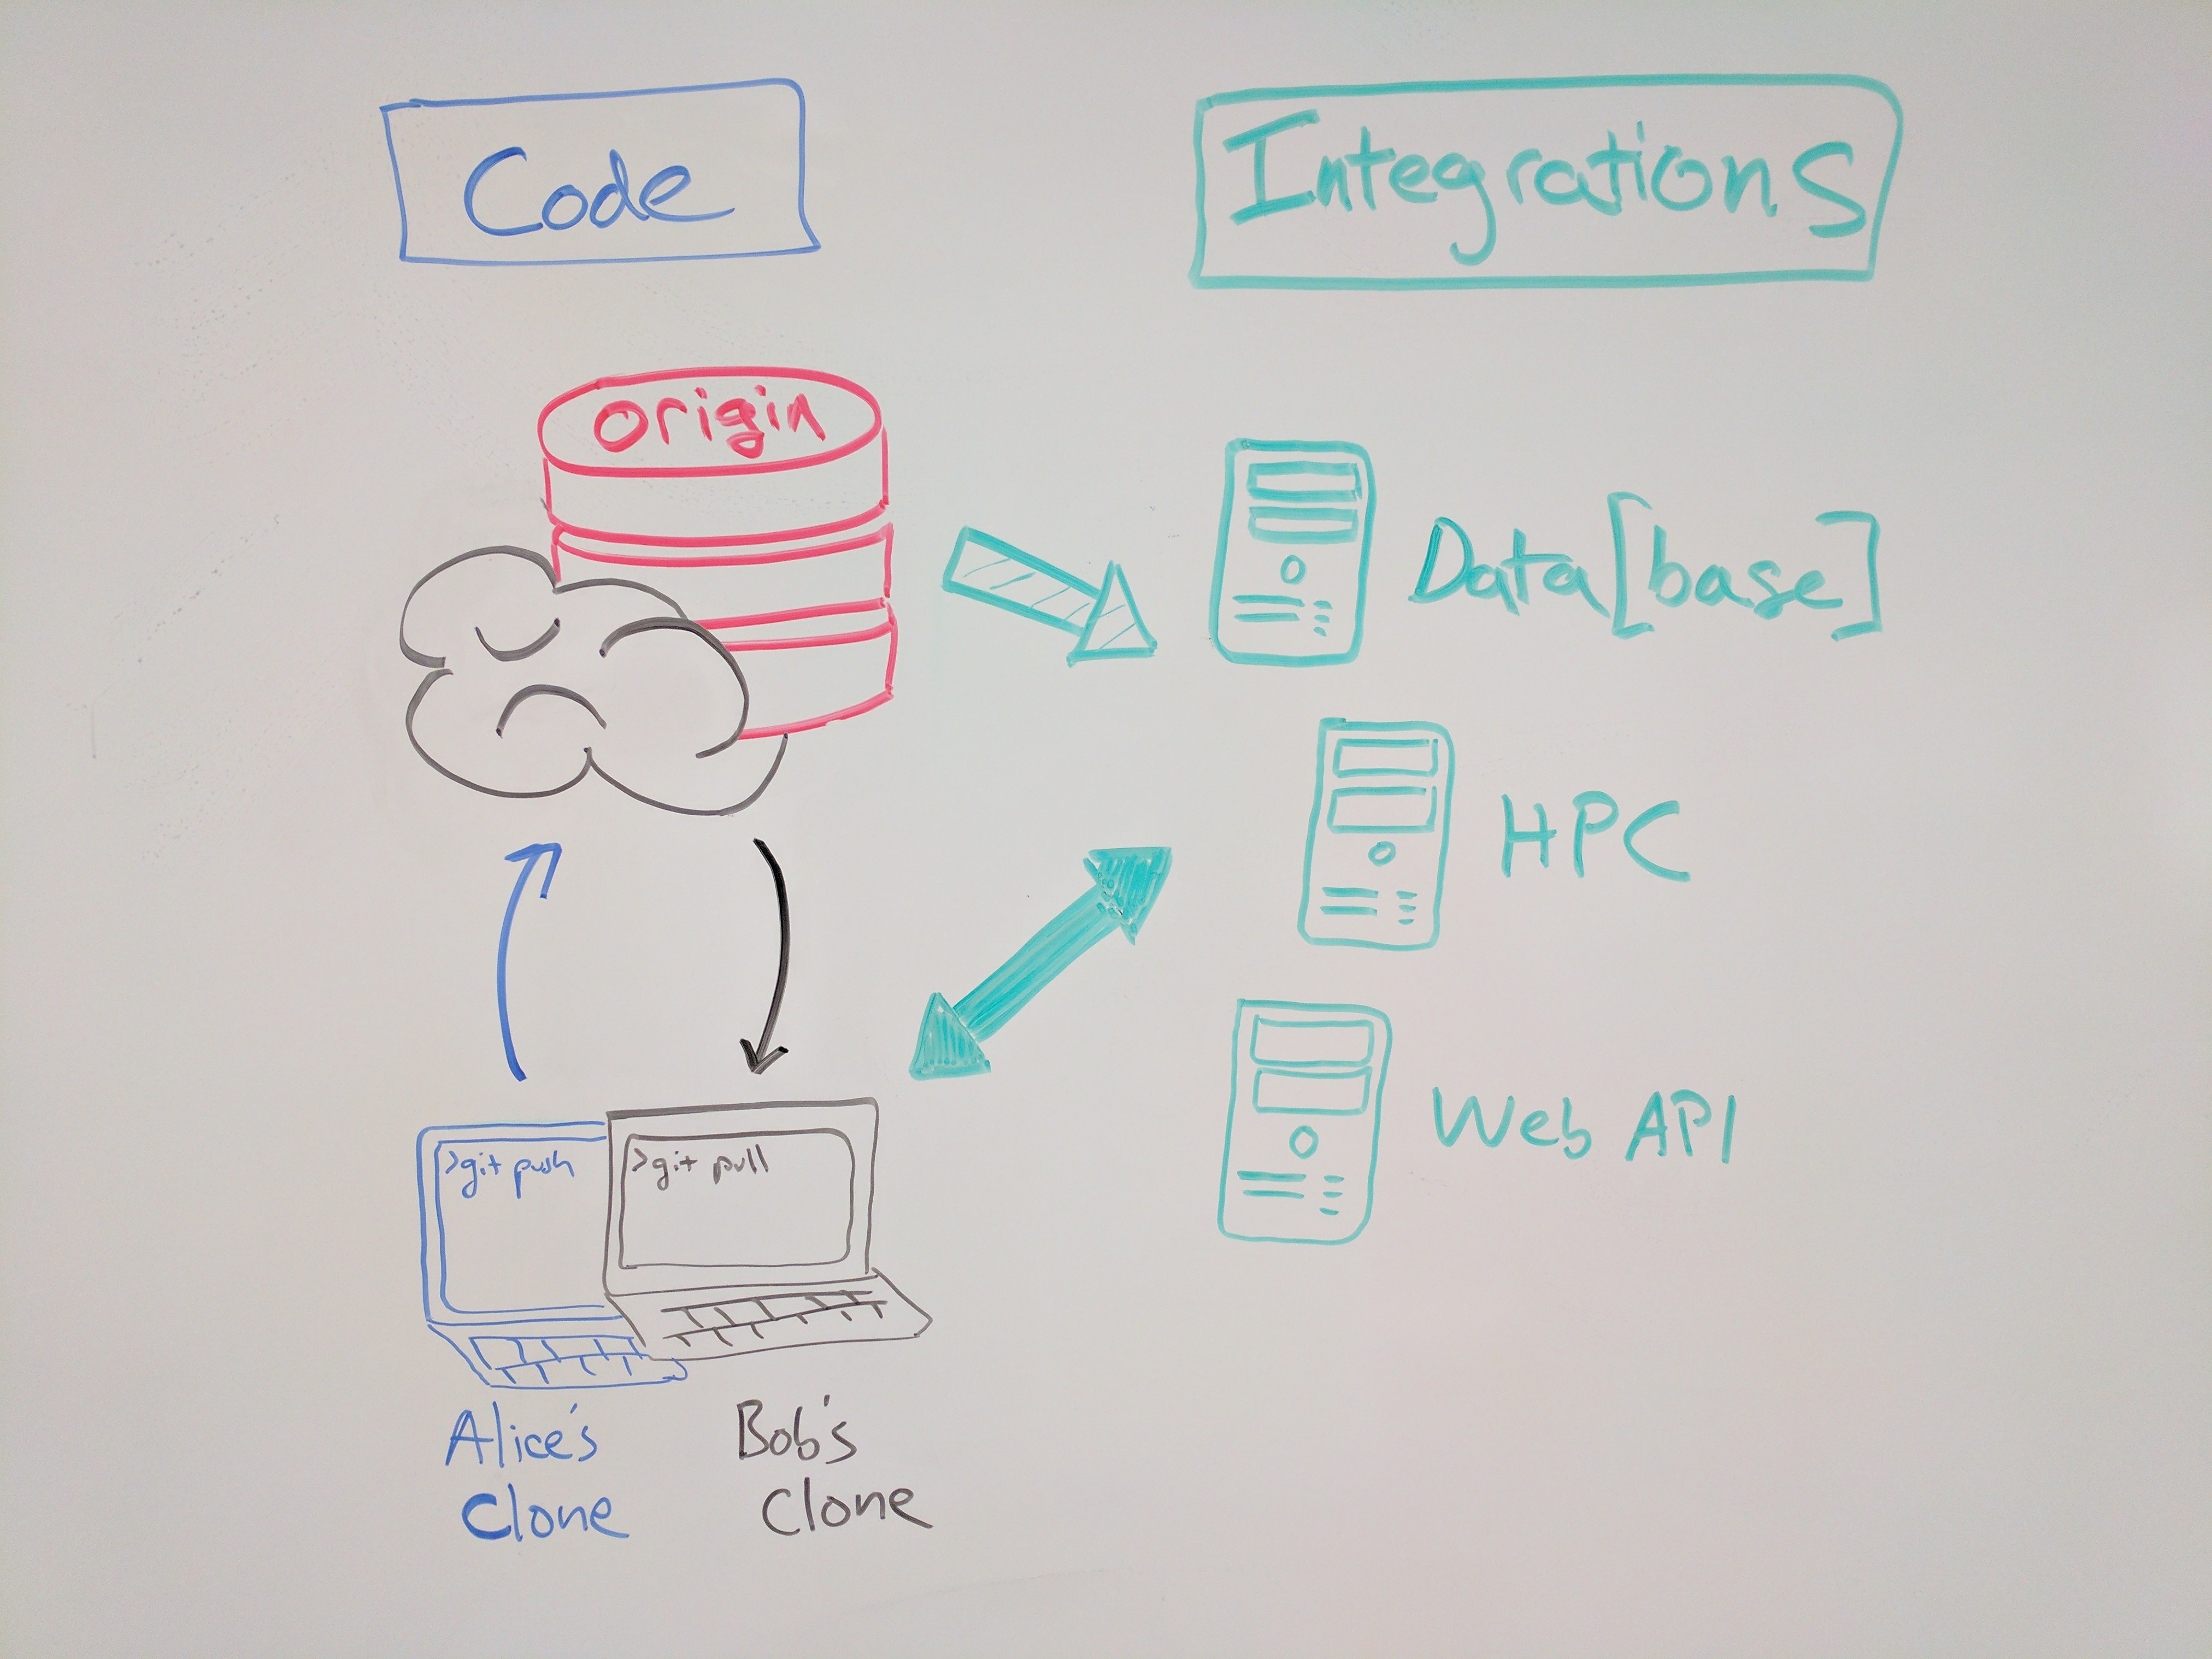 Code
Integrations
origin
Data[base]
HPC
Web API
>git push
>git pull
Alice's
Clone
Bob's
Clone